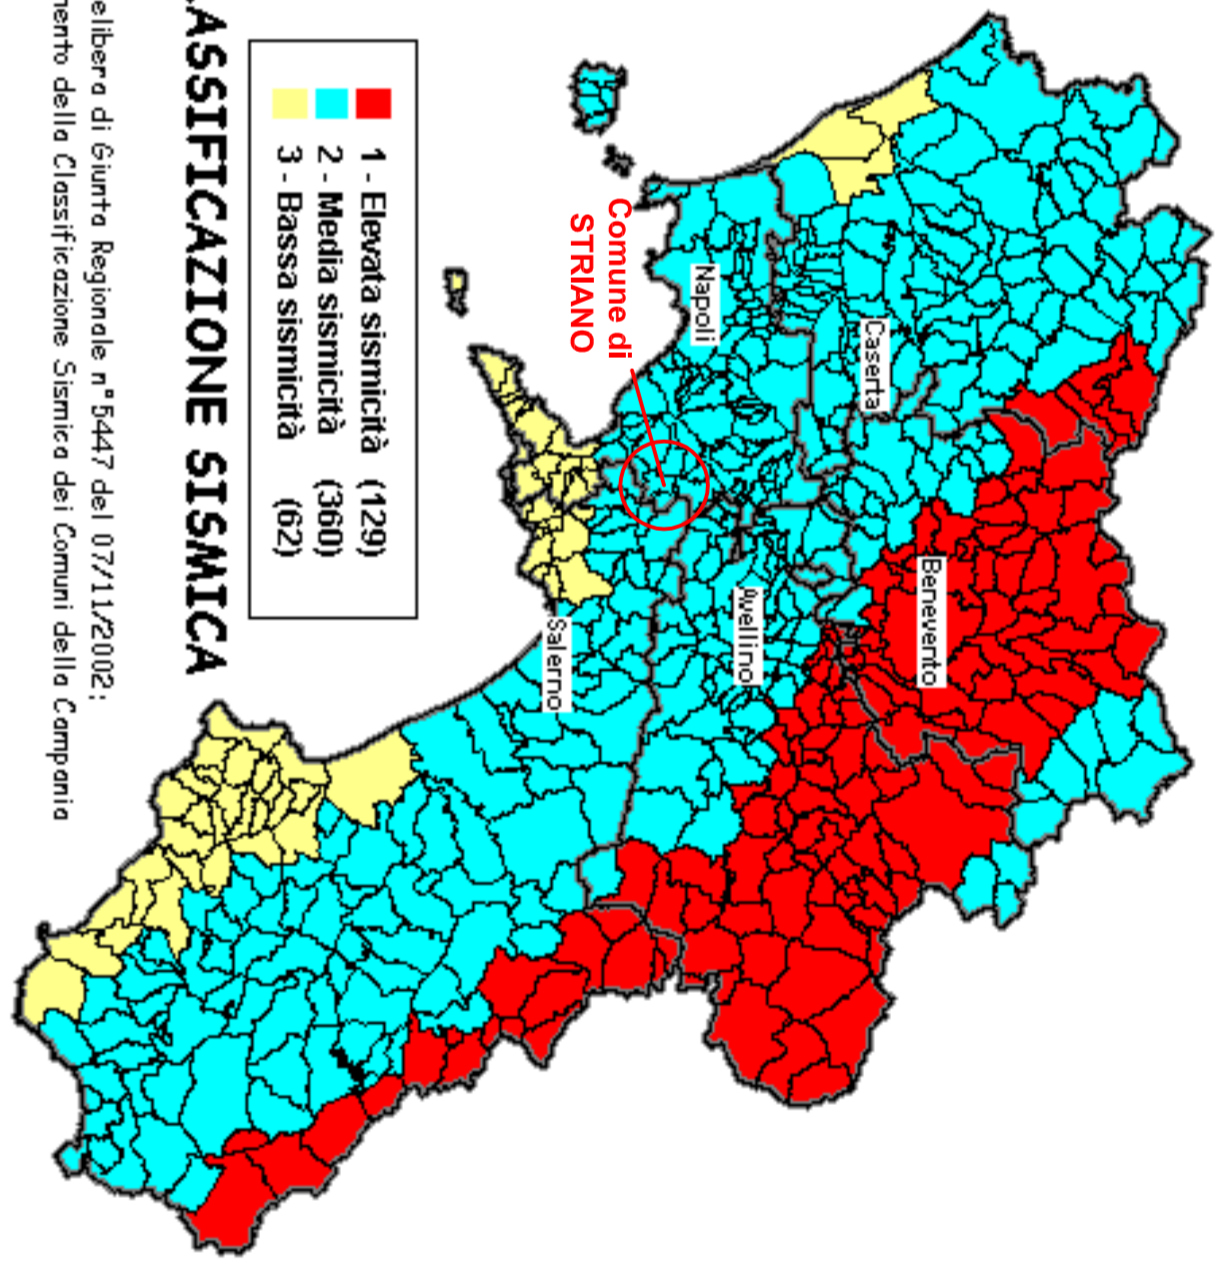 Caserta
Benevento
Napoli
Avellino
Salerno
Comune di
STRIANO
1 - Elevata sismicità (129)
2 - Media sismicità (360)
3 - Bassa sismicità (62)
ASSIFICAZIONE SISMICA
elibera di Giunta Regionale n°5447 del 07/11/2002:
mento della Classificazione Sismica dei Comuni della Campania